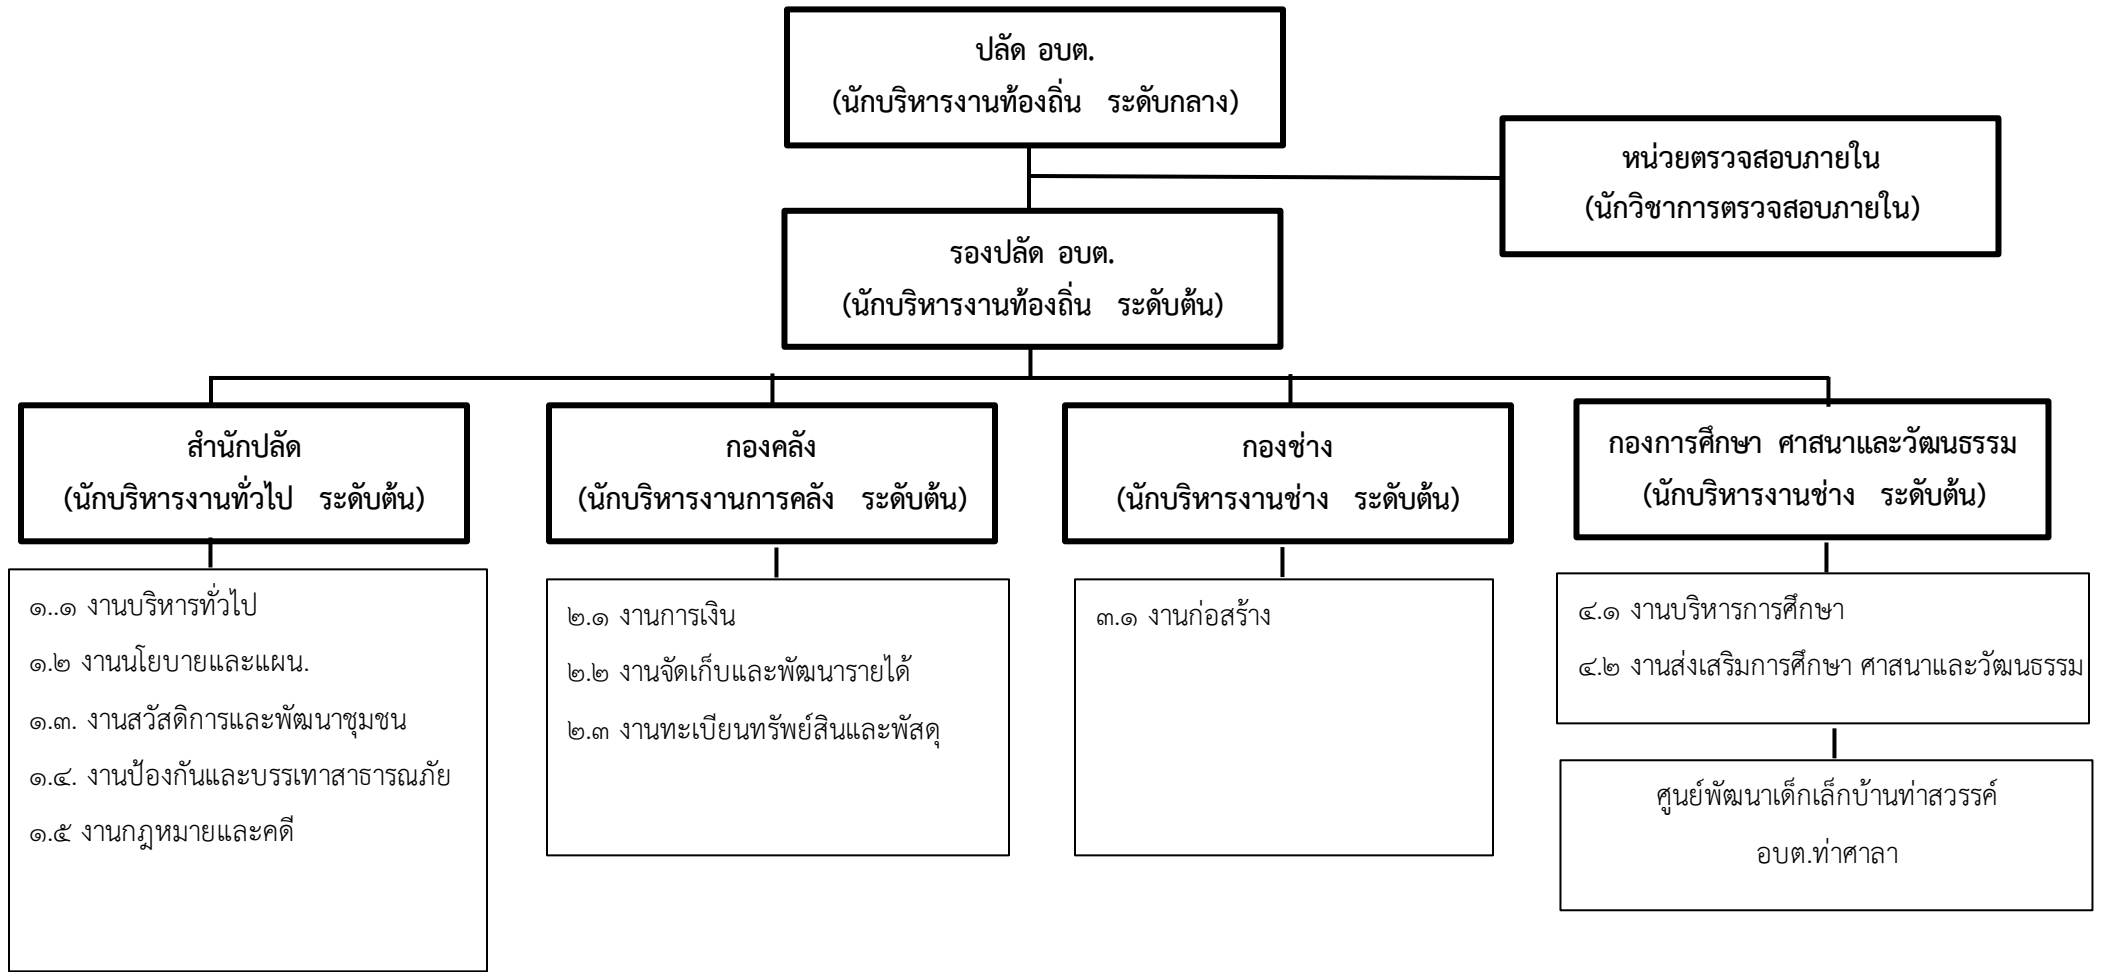 ปลัด อบต.
(นักบริหารงานท้องถิ่น ระดับกลาง)
หน่วยตรวจสอบภายใน
(นักวิชาการตรวจสอบภายใน)
รองปลัด อบต.
(นักบริหารงานท้องถิ่น ระดับต้น)
สำนักปลัด
(นักบริหารงานทั่วไป ระดับต้น)
กองคลัง
(นักบริหารงานการคลัง ระดับต้น)
กองช่าง
(นักบริหารงานช่าง ระดับต้น)
กองการศึกษา ศาสนาและวัฒนธรรม
(นักบริหารงานช่าง ระดับต้น)
๑..๑ งานบริหารทั่วไป
๑.๒ งานนโยบายและแผน.
๑.๓. งานสวัสดิการและพัฒนาชุมชน
๑.๔. งานป้องกันและบรรเทาสาธารณภัย
๑.๕ งานกฎหมายและคดี
๒.๑ งานการเงิน
๒.๒ งานจัดเก็บและพัฒนารายได้
๒.๓ งานทะเบียนทรัพย์สินและพัสดุ
๓.๑ งานก่อสร้าง
๔.๑ งานบริหารการศึกษา
๔.๒ งานส่งเสริมการศึกษา ศาสนาและวัฒนธรรม
ศูนย์พัฒนาเด็กเล็กบ้านท่าสวรรค์
อบต.ท่าศาลา